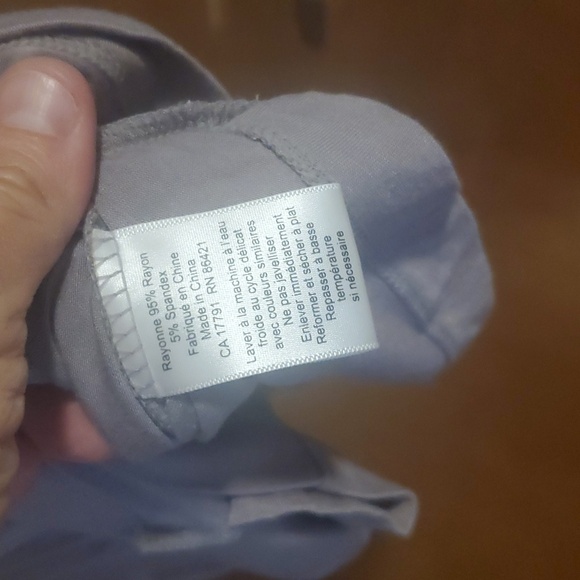 Rayonne 95% Rayon
5% Spandex
Fabriqué en Chine
Made in China
CA 17791 RN 86421
Laver à la machine à l'eau
froide au cycle délicat
avec couleurs similaires
Ne pas javelliser
Enlever immédiatement
Reformer et sècher à plat
Repasser à basse
température
si nécessaire